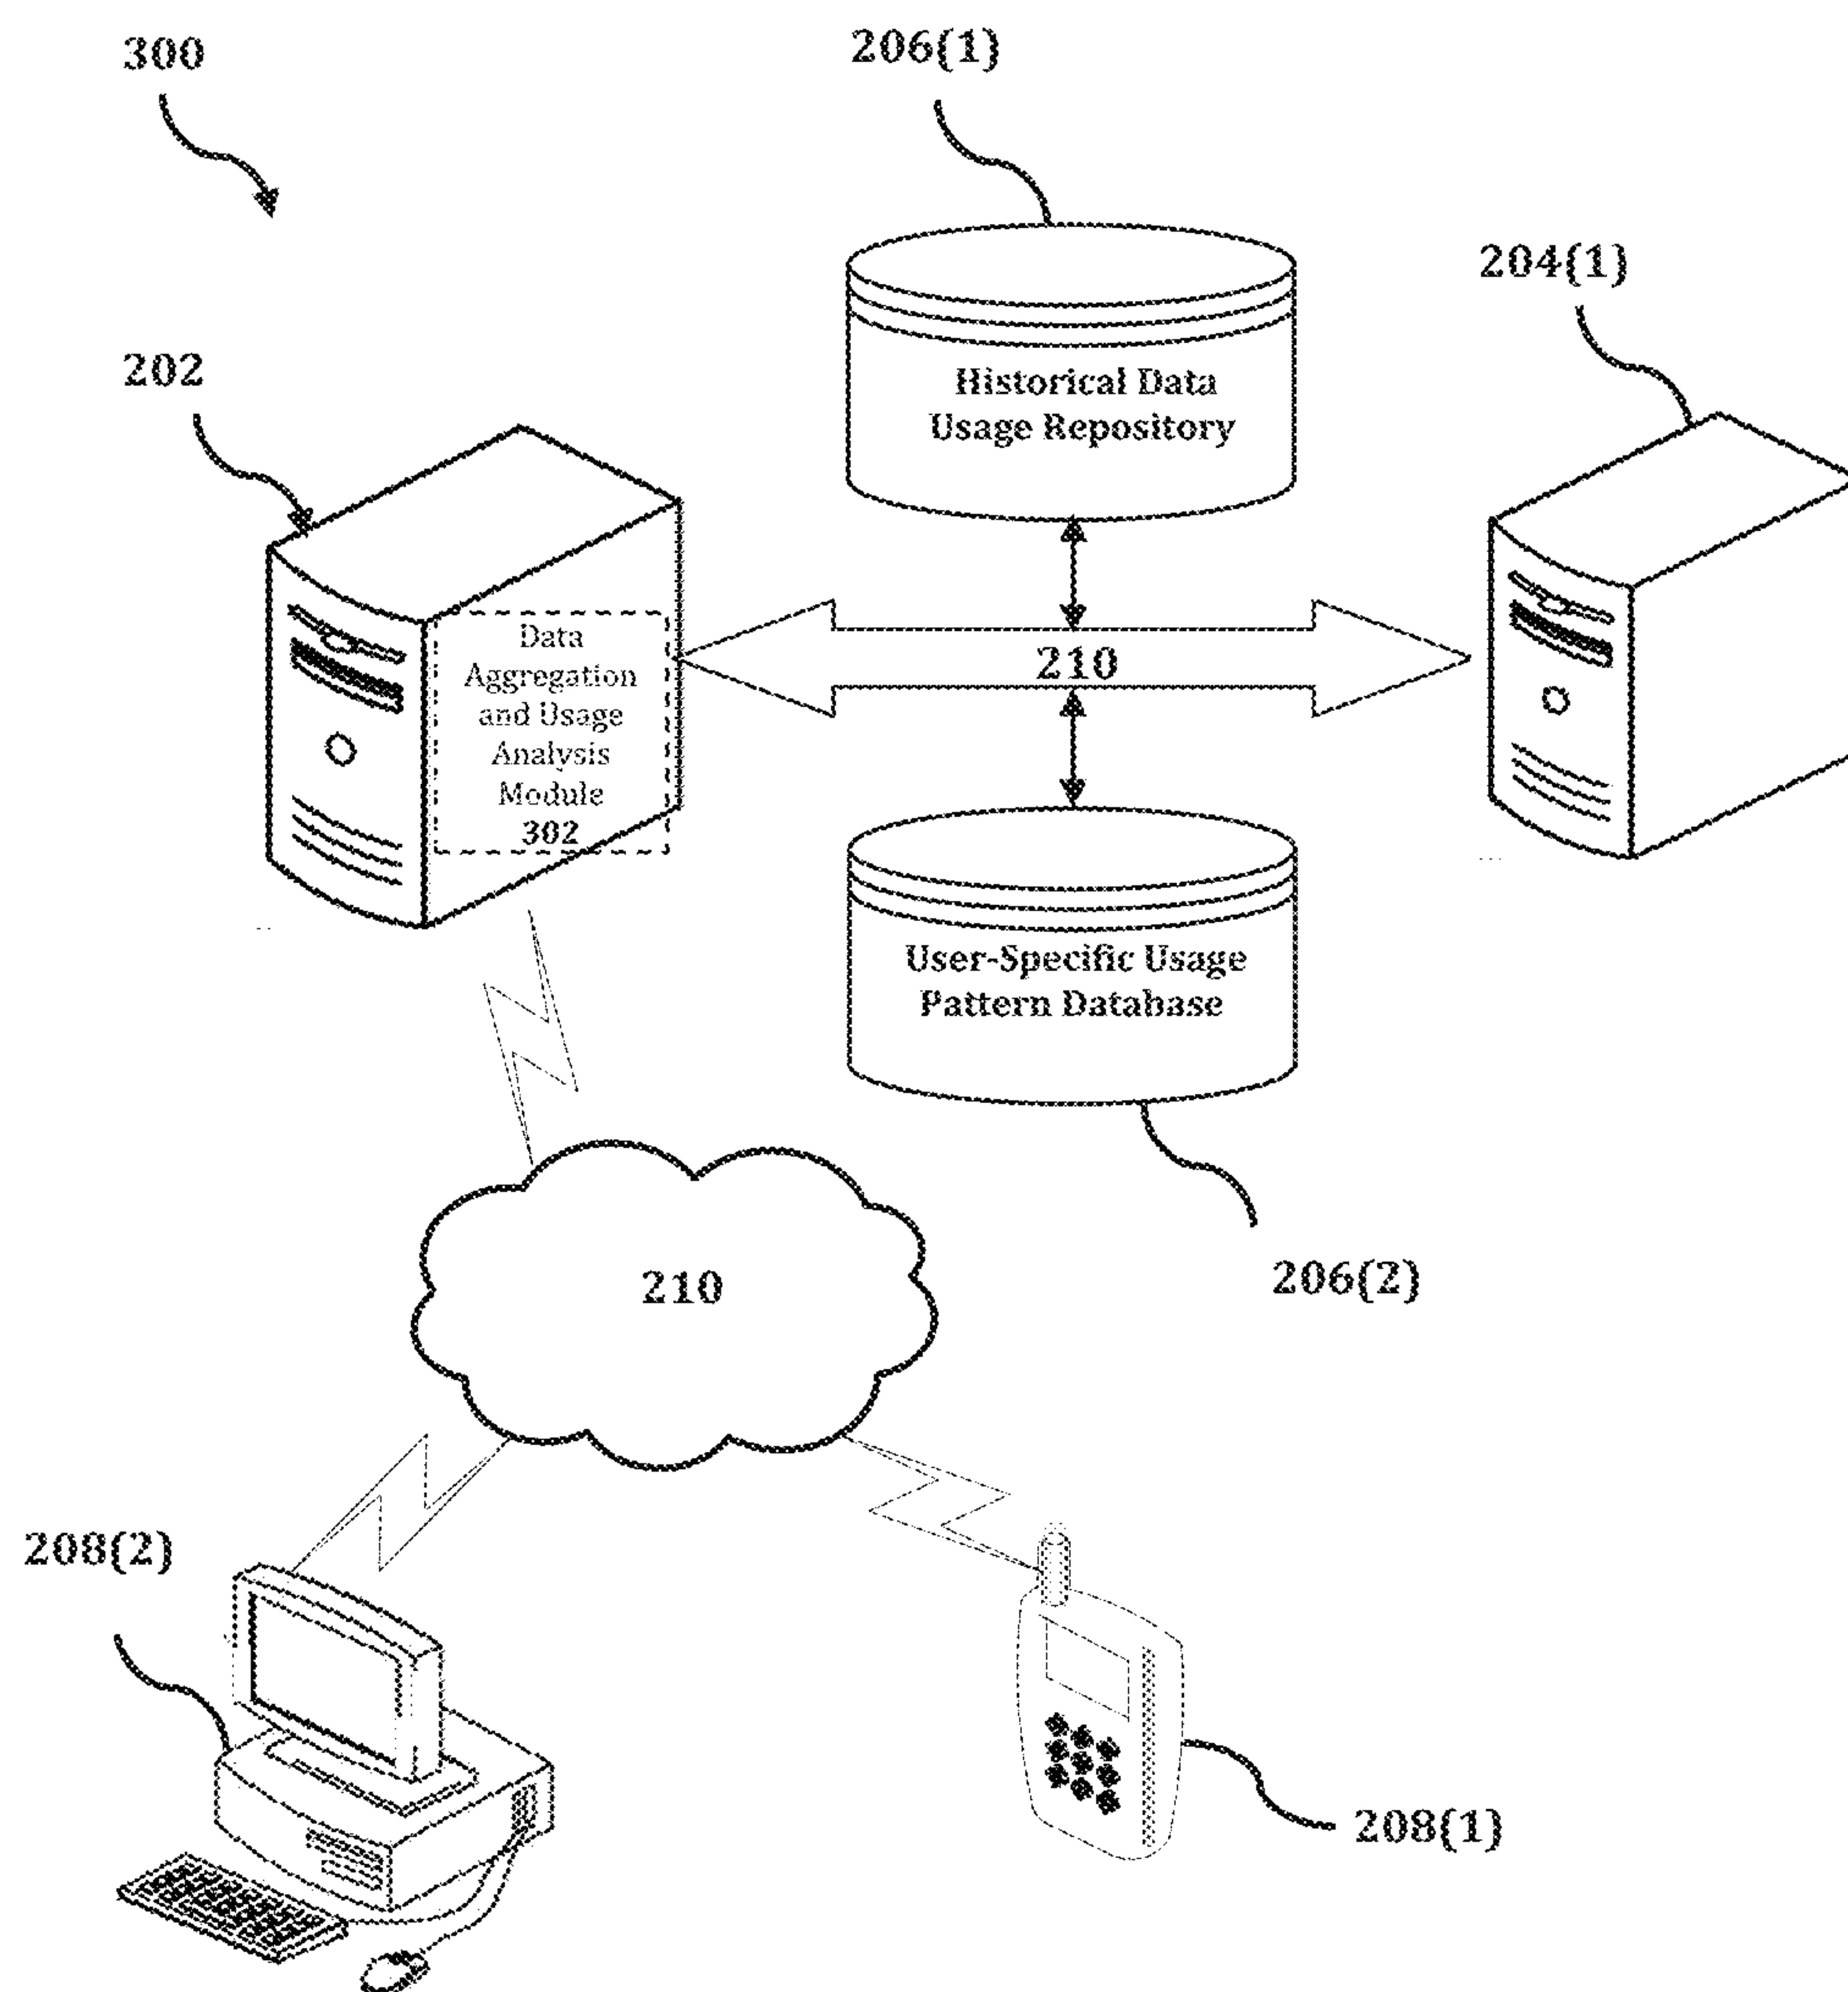 300
206(1)
204(1)
202
Historical Data
Usage Repository
Data
Aggregation
and Usage
Analysis
Module
302
210
User-Specific Usage
Pattern Database
206(2)
210
208(2)
208(1)